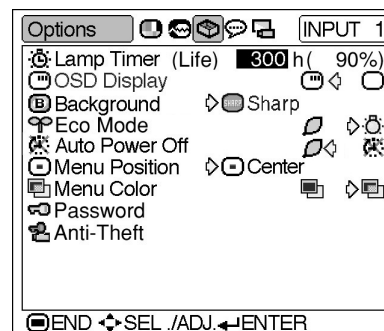 Options INPUT 1
Lamp Timer (Life) 300 h( 90%)
OSD Display
B Background SHARP Sharp
Eco Mode
Auto Power Off
Menu Position Center
Menu Color
Password
Anti-Theft
END SEL./ADJ. ENTER